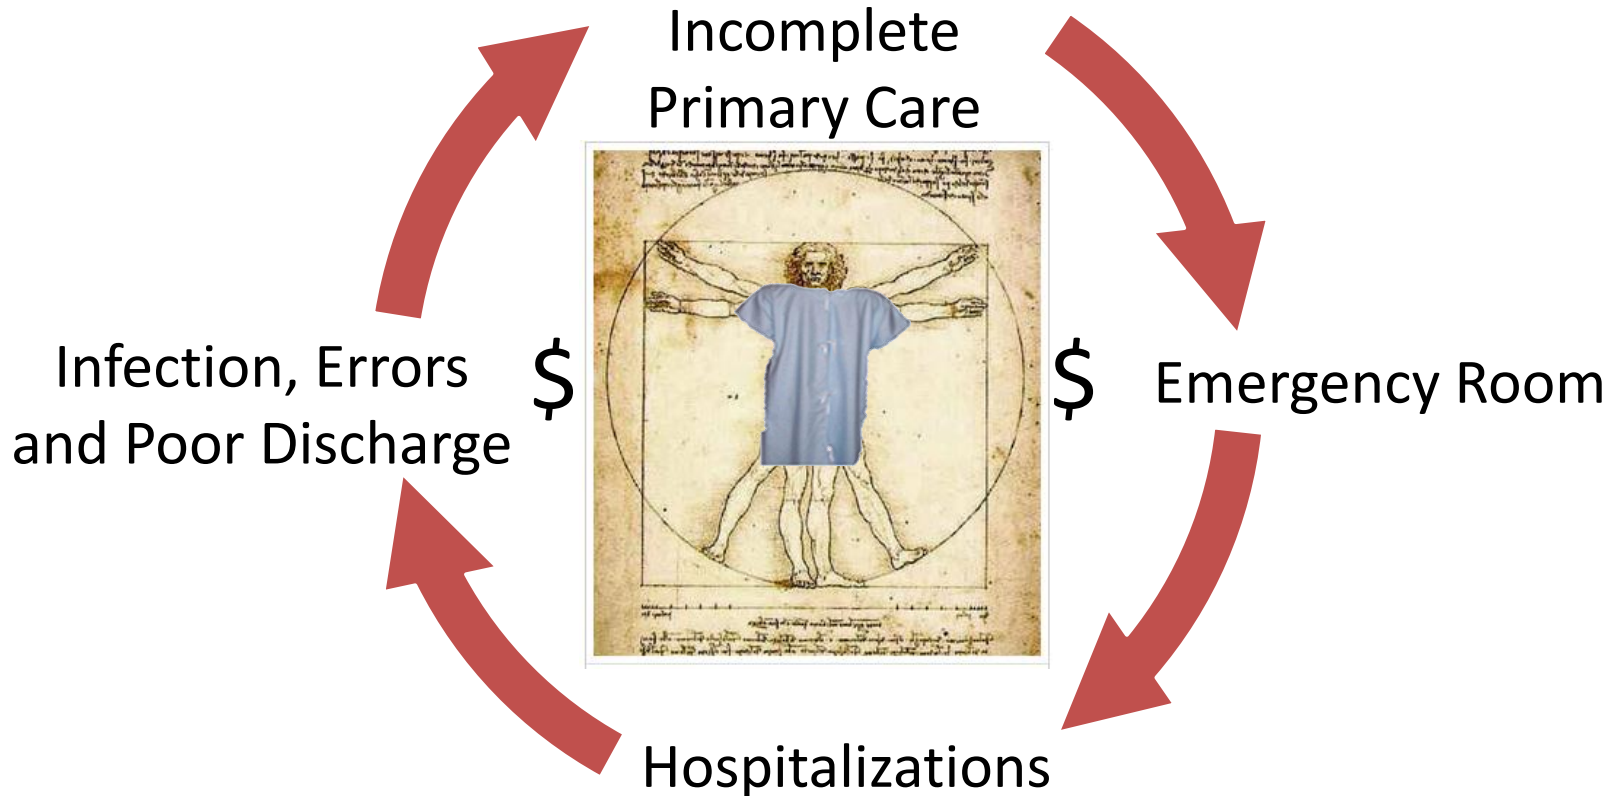 Incomplete
Primary Care
Infection, Errors
and Poor Discharge
$
$
Emergency Room
Hospitalizations